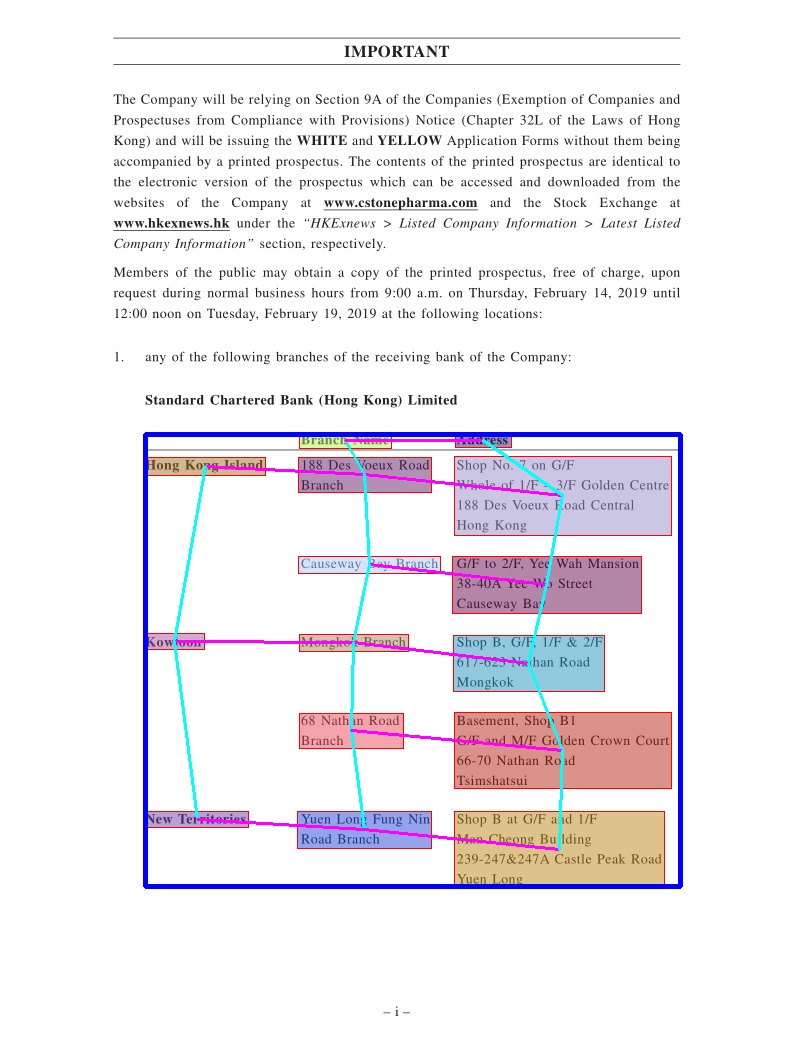 IMPORTANT
The Company will be relying on Section 9A of the Companies (Exemption of Companies and
Prospectuses from Compliance with Provisions) Notice (Chapter 32L of the Laws of Hong
Kong) and will be issuing the WHITE and YELLOW Application Forms without them being
accompanied by a printed prospectus. The contents of the printed prospectus are identical to
the electronic version of the prospectus which can be accessed and downloaded from the
websites of the Company at www.cstonepharma.com and the Stock Exchange at
www.hkexnews.hk under the “HKExnews > Listed Company Information > Latest Listed
Company Information” section, respectively.
Members of the public may obtain a copy of the printed prospectus, free of charge, upon
request during normal business hours from 9:00 a.m. on Thursday, February 14, 2019 until
12:00 noon on Tuesday, February 19, 2019 at the following locations:
1. any of the following branches of the receiving bank of the Company:
Standard Chartered Bank (Hong Kong) Limited
Branch Name Address
Hong Kong Island 188 Des Voeux Road Shop No. 7 on G/F
Branch Whole of 1/F – 3/F Golden Centre
188 Des Voeux Road Central
Hong Kong
Causeway Bay Branch G/F to 2/F, Yee Wah Mansion
38-40A Yee Wo Street
Causeway Bay
Kowloon Mongkok Branch Shop B, G/F, 1/F & 2/F
617-623 Nathan Road
Mongkok
68 Nathan Road Basement, Shop B1
Branch G/F and M/F Golden Crown Court
66-70 Nathan Road
Tsimshatsui
New Territories Yuen Long Fung Nin Shop B at G/F and 1/F
Road Branch Man Cheong Building
239-247&247A Castle Peak Road
Yuen Long
– i –